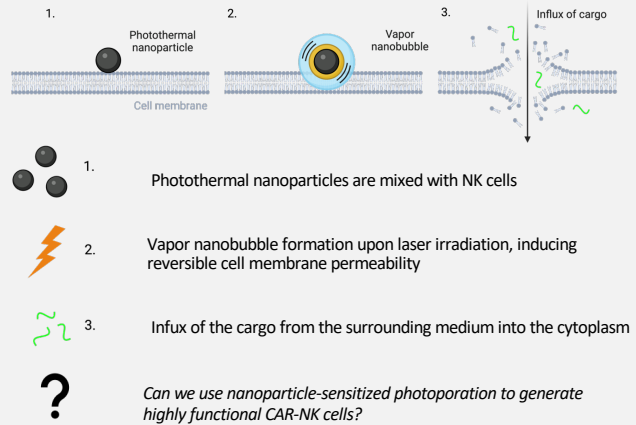 1.
Photothermal
nanoparticle
Cell membrane
2.
Vapor
nanobubble
3.
Influx of cargo
1.
Photothermal nanoparticles are mixed with NK cells
2.
Vapor nanobubble formation upon laser irradiation, inducing
reversible cell membrane permeability
3.
Infux of the cargo from the surrounding medium into the cytoplasm
?
Can we use nanoparticle-sensitized photoporation to generate
highly functional CAR-NK cells?